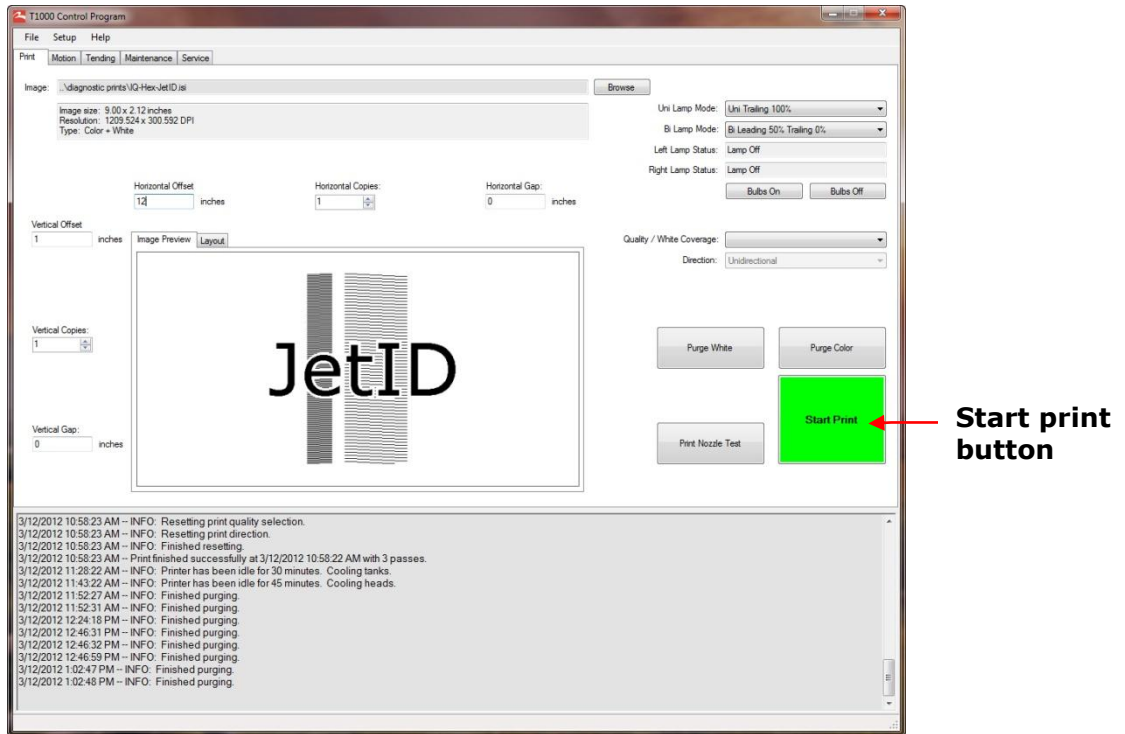 T1000 Control Program
File Setup Help
Print Motion Tending Maintenance Service
Image: ..\diagnostic prints\IQ-Hex-JetID.isi Browse
Image size: 9.00 x 2.12 inches
Resolution: 1209.524 x 300.592 DPI
Type: Color + White
Uni Lamp Mode: Uni Trailing 100%
Bi Lamp Mode: Bi Leading 50% Trailing 0%
Left Lamp Status: Lamp Off
Right Lamp Status: Lamp Off
Bulbs On Bulbs Off
Horizontal Offset Horizontal Copies: Horizontal Gap:
12 inches 1 0 inches
Vertical Offset
1 inches Image Preview Layout
Quality / White Coverage:
Direction: Unidirectional
Vertical Copies:
1
JetID
Purge White Purge Color
Start Print
Start print
button
Vertical Gap:
0 inches
Print Nozzle Test
3/12/2012 10:58:23 AM -- INFO: Resetting print quality selection.
3/12/2012 10:58:23 AM -- INFO: Resetting print direction.
3/12/2012 10:58:23 AM -- INFO: Finished resetting.
3/12/2012 10:58:23 AM -- Print finished successfully at 3/12/2012 10:58:22 AM with 3 passes.
3/12/2012 11:28:22 AM -- INFO: Printer has been idle for 30 minutes. Cooling tanks.
3/12/2012 11:43:22 AM -- INFO: Printer has been idle for 45 minutes. Cooling heads.
3/12/2012 11:52:27 AM -- INFO: Finished purging.
3/12/2012 11:52:31 AM -- INFO: Finished purging.
3/12/2012 12:24:18 PM -- INFO: Finished purging.
3/12/2012 12:46:31 PM -- INFO: Finished purging.
3/12/2012 12:46:32 PM -- INFO: Finished purging.
3/12/2012 12:46:59 PM -- INFO: Finished purging.
3/12/2012 1:02:47 PM -- INFO: Finished purging.
3/12/2012 1:02:48 PM -- INFO: Finished purging.